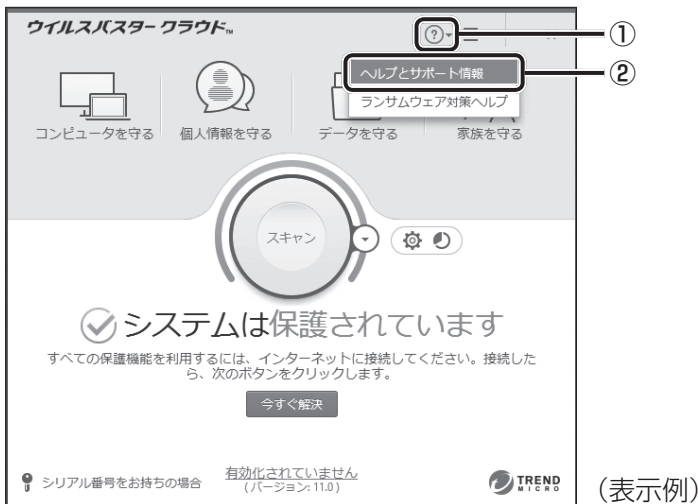 ウイルスバスター クラウド™
①
ヘルプとサポート情報
②
ランサムウェア対策ヘルプ
コンピュータを守る
個人情報を守る
データを守る
家族を守る
スキャン
システムは保護されています
すべての保護機能を利用するには、インターネットに接続してください。接続した
ら、次のボタンをクリックします。
今すぐ解決
シリアル番号をお持ちの場合
有効化されていません
(バージョン: 11.0)
TREND
MICRO
(表示例)